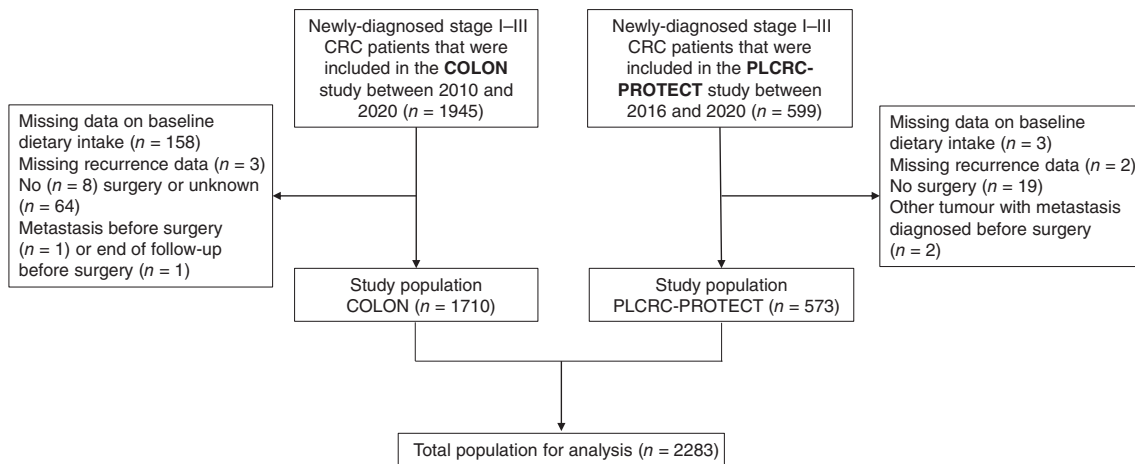 Newly-diagnosed stage I–III
CRC patients that were
included in the COLON
study between 2010 and
2020 (n = 1945)
Newly-diagnosed stage I–III
CRC patients that were
included in the PLCRC-
PROTECT study between
2016 and 2020 (n = 599)
Missing data on baseline
dietary intake (n = 158)
Missing recurrence data (n = 3)
No (n = 8) surgery or unknown
(n = 64)
Metastasis before surgery
(n = 1) or end of follow-up
before surgery (n = 1)
Missing data on baseline
dietary intake (n = 3)
Missing recurrence data (n = 2)
No surgery (n = 19)
Other tumour with metastasis
diagnosed before surgery
(n = 2)
Study population
COLON (n = 1710)
Study population
PLCRC-PROTECT (n = 573)
Total population for analysis (n = 2283)